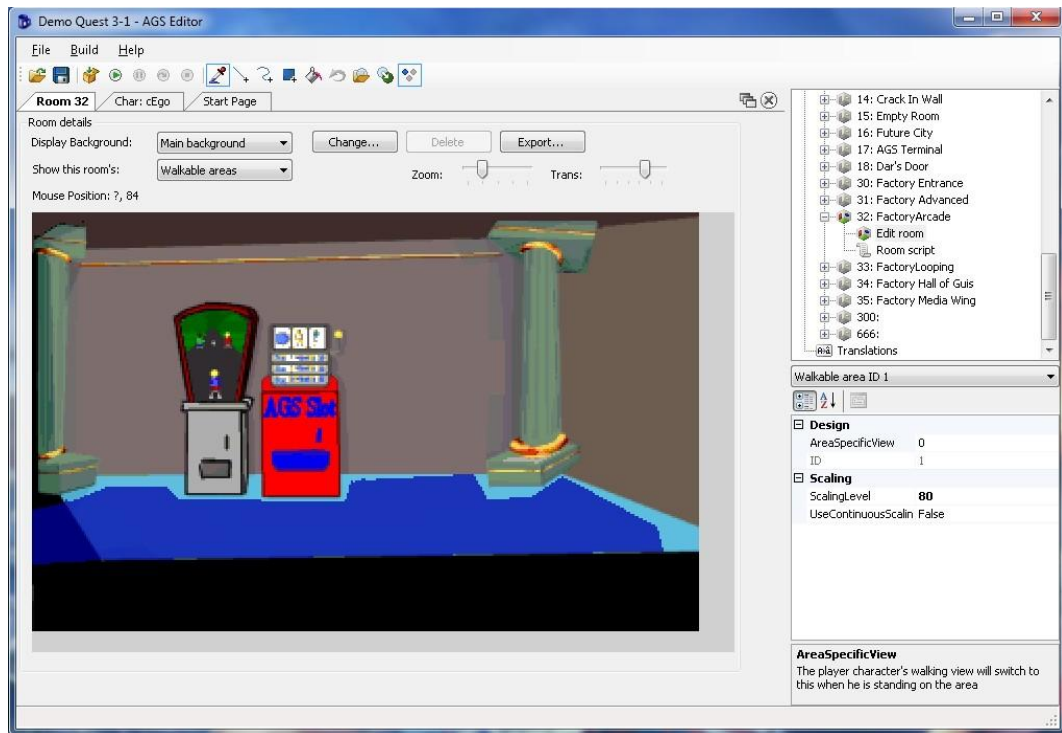 Demo Quest 3-1 - AGS Editor
File Build Help
Room 32 Char: cEgo Start Page
Room details
Display Background: Main background Change... Delete Export...
Show this room's: Walkable areas Zoom: Trans:
Mouse Position: ?, 84
AGS Slot
14: Crack In Wall
15: Empty Room
16: Future City
17: AGS Terminal
18: Dar's Door
30: Factory Entrance
31: Factory Advanced
32: FactoryArcade
Edit room
Room script
33: FactoryLooping
34: Factory Hall of Guis
35: Factory Media Wing
300:
666:
Translations
Walkable area ID 1
Design
AreaSpecificView 0
ID 1
Scaling
ScalingLevel 80
UseContinuousScalin False
AreaSpecificView
The player character's walking view will switch to
this when he is standing on the area